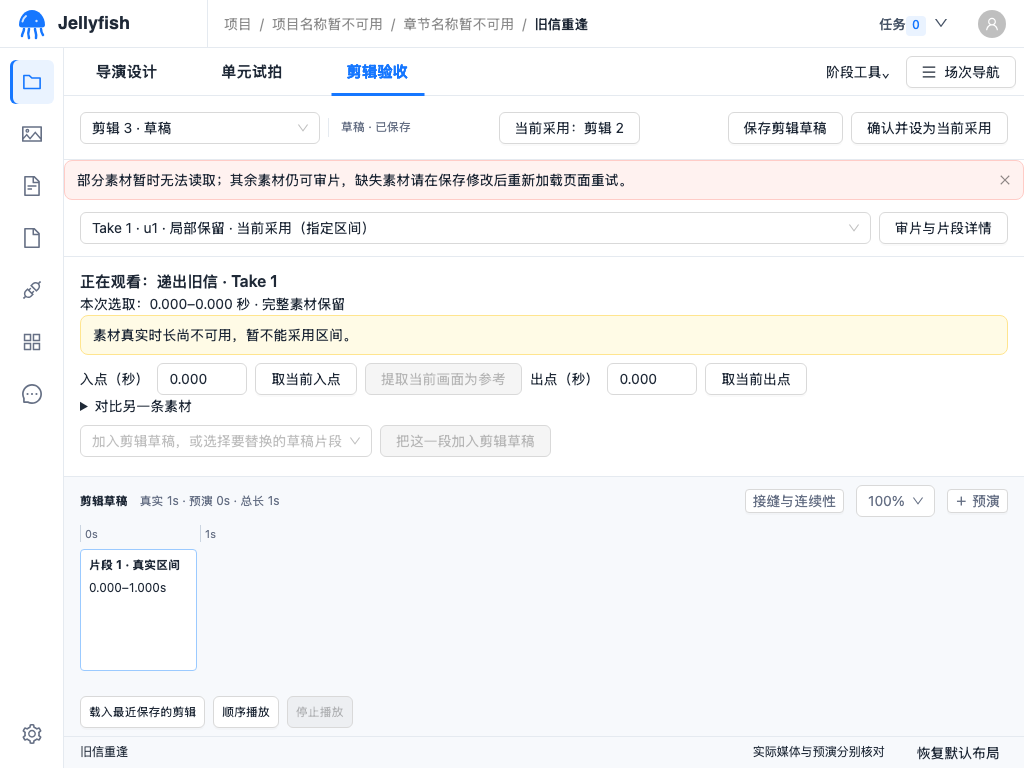 Jellyfish
项目 / 项目名称暂不可用 / 章节名称暂不可用 / 旧信重逢
任务 0
导演设计 单元试拍 剪辑验收
阶段工具 场次导航
剪辑 3 · 草稿 草稿 · 已保存 当前采用：剪辑 2 保存剪辑草稿 确认并设为当前采用
部分素材暂时无法读取；其余素材仍可审片，缺失素材请在保存修改后重新加载页面重试。
Take 1 · u1 · 局部保留 · 当前采用（指定区间） 审片与片段详情
正在观看：递出旧信 · Take 1
本次选取：0.000–0.000 秒 · 完整素材保留
素材真实时长尚不可用，暂不能采用区间。
入点（秒） 0.000 取当前入点 提取当前画面为参考 出点（秒） 0.000 取当前出点
对比另一条素材
加入剪辑草稿，或选择要替换的草稿片段 把这一段加入剪辑草稿
剪辑草稿 真实 1s · 预演 0s · 总长 1s 接缝与连续性 100% + 预演
0s 1s
片段 1 · 真实区间
0.000–1.000s
载入最近保存的剪辑 顺序播放 停止播放
旧信重逢 实际媒体与预演分别核对 恢复默认布局